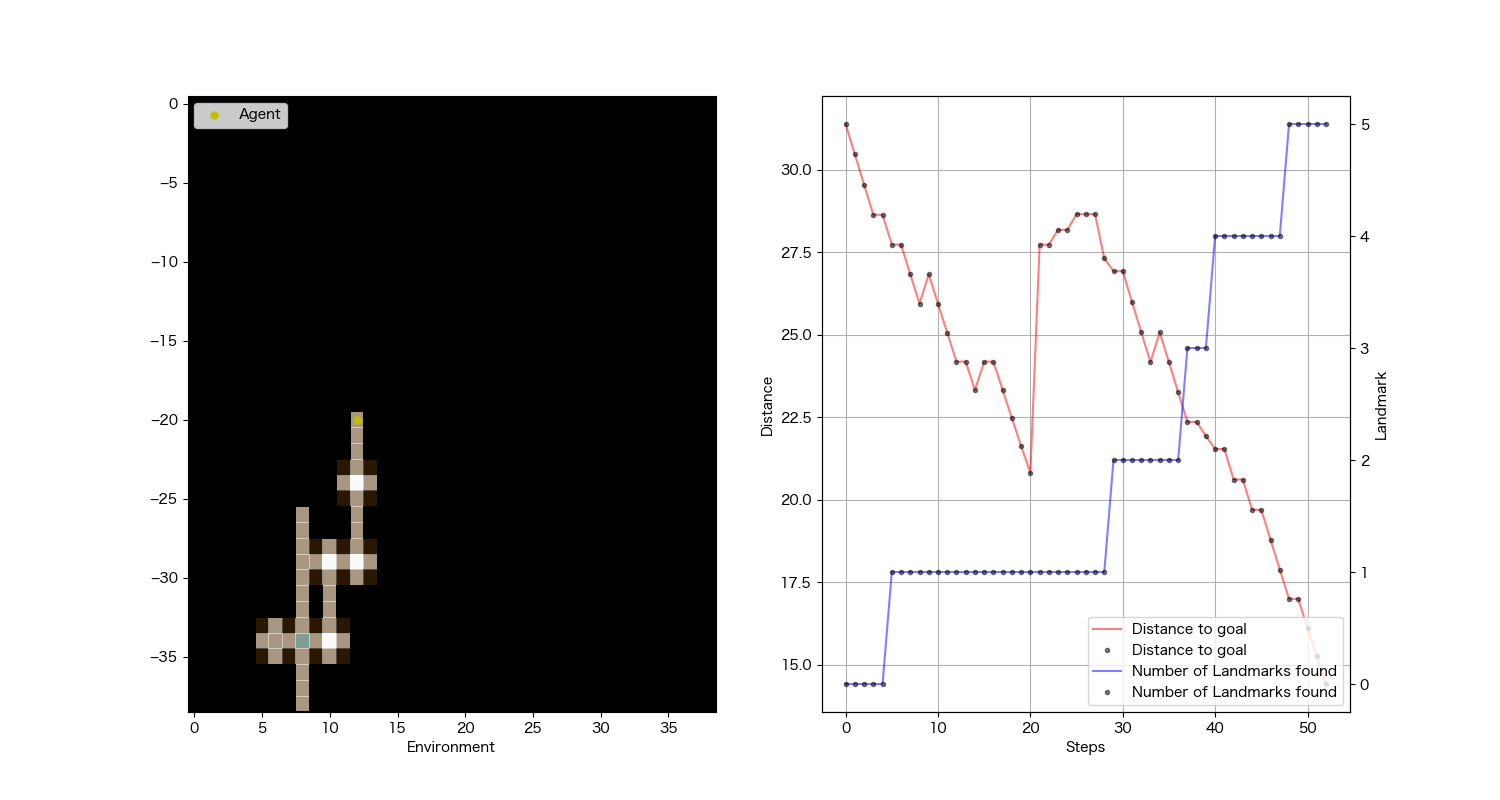 0
−5
−10
−15
−20
−25
−30
−35
0 5 10 15 20 25 30 35
Environment
Agent
30.0
27.5
25.0
22.5
20.0
17.5
15.0
Distance
0 10 20 30 40 50
Steps
5
4
3
2
1
0
Landmark
Distance to goal
Distance to goal
Number of Landmarks found
Number of Landmarks found